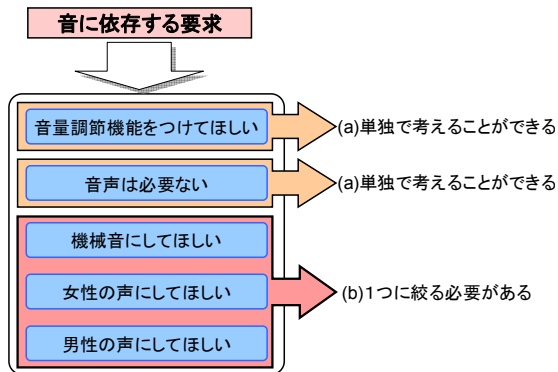 音に依存する要求
音量調節機能をつけてほしい
(a)単独で考えることができる
音声は必要ない
(a)単独で考えることができる
機械音にしてほしい
女性の声にしてほしい
(b)1つに絞る必要がある
男性の声にしてほしい